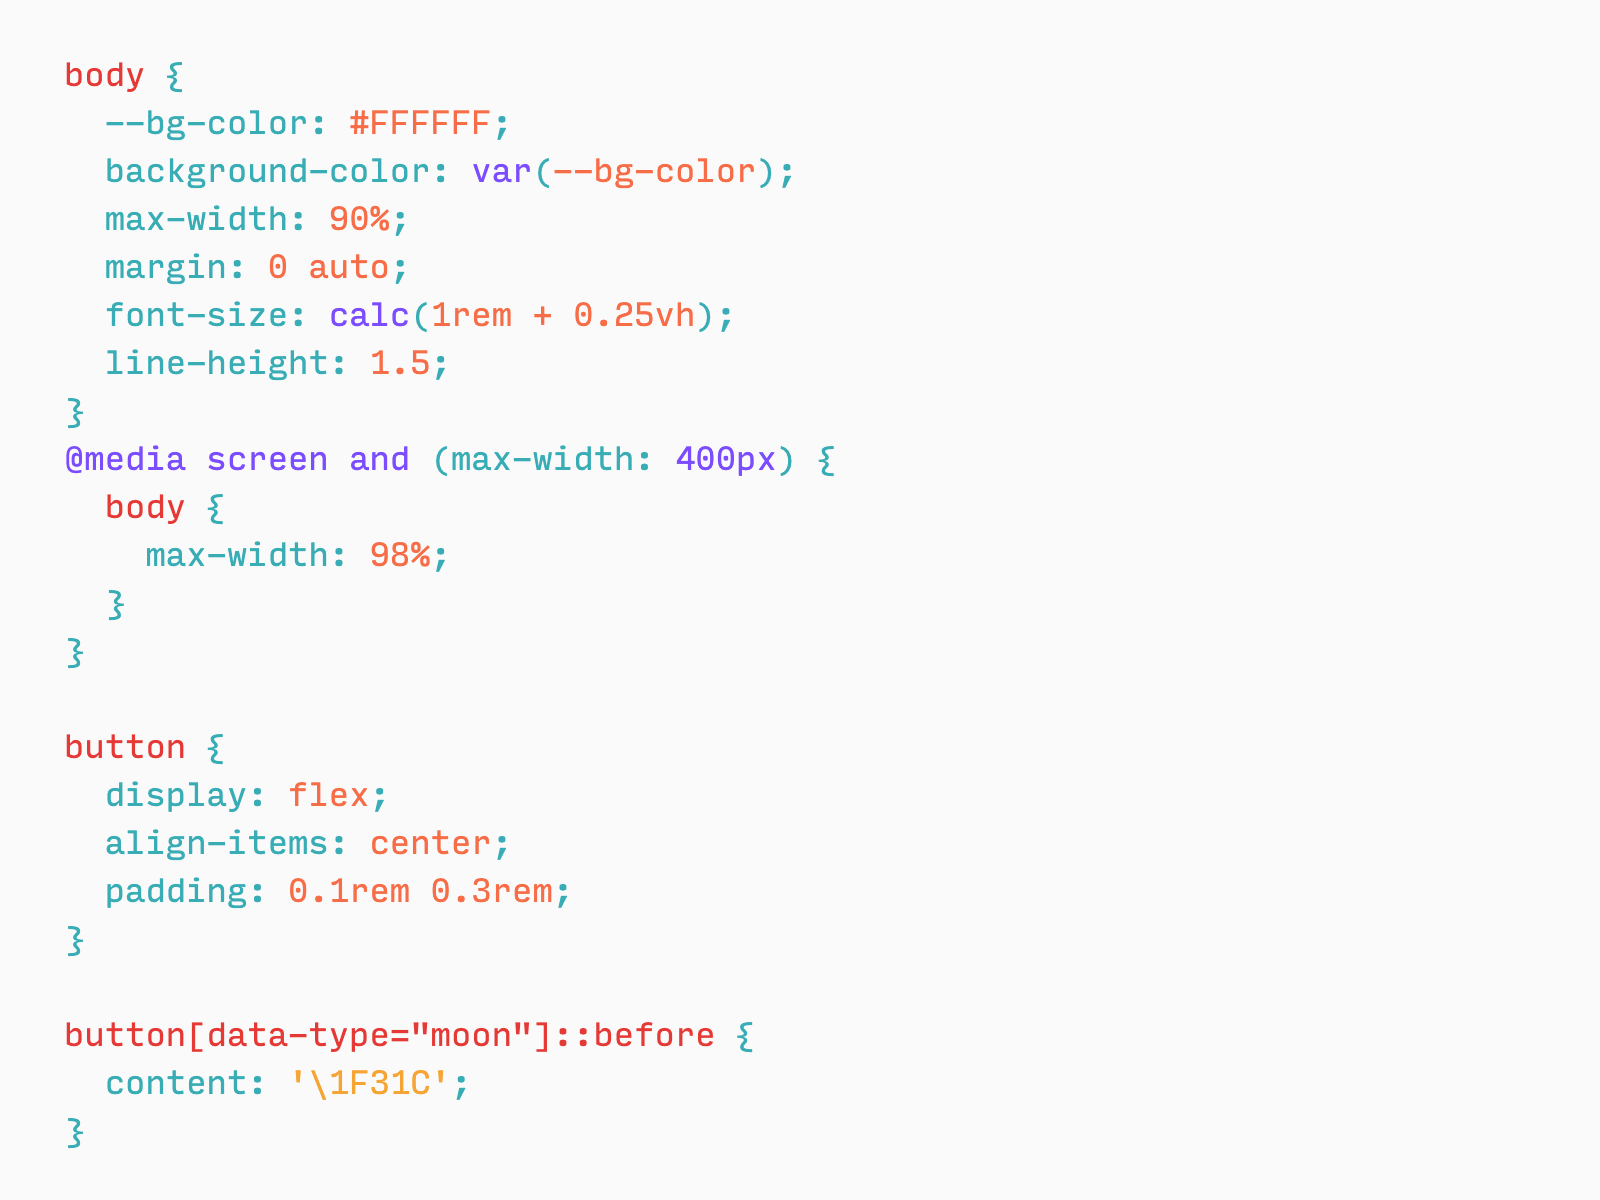 body {
  --bg-color: #FFFFFF;
  background-color: var(--bg-color);
  max-width: 90%;
  margin: 0 auto;
  font-size: calc(1rem + 0.25vh);
  line-height: 1.5;
}
@media screen and (max-width: 400px) {
  body {
    max-width: 98%;
  }
}

button {
  display: flex;
  align-items: center;
  padding: 0.1rem 0.3rem;
}

button[data-type="moon"]::before {
  content: '\1F31C';
}